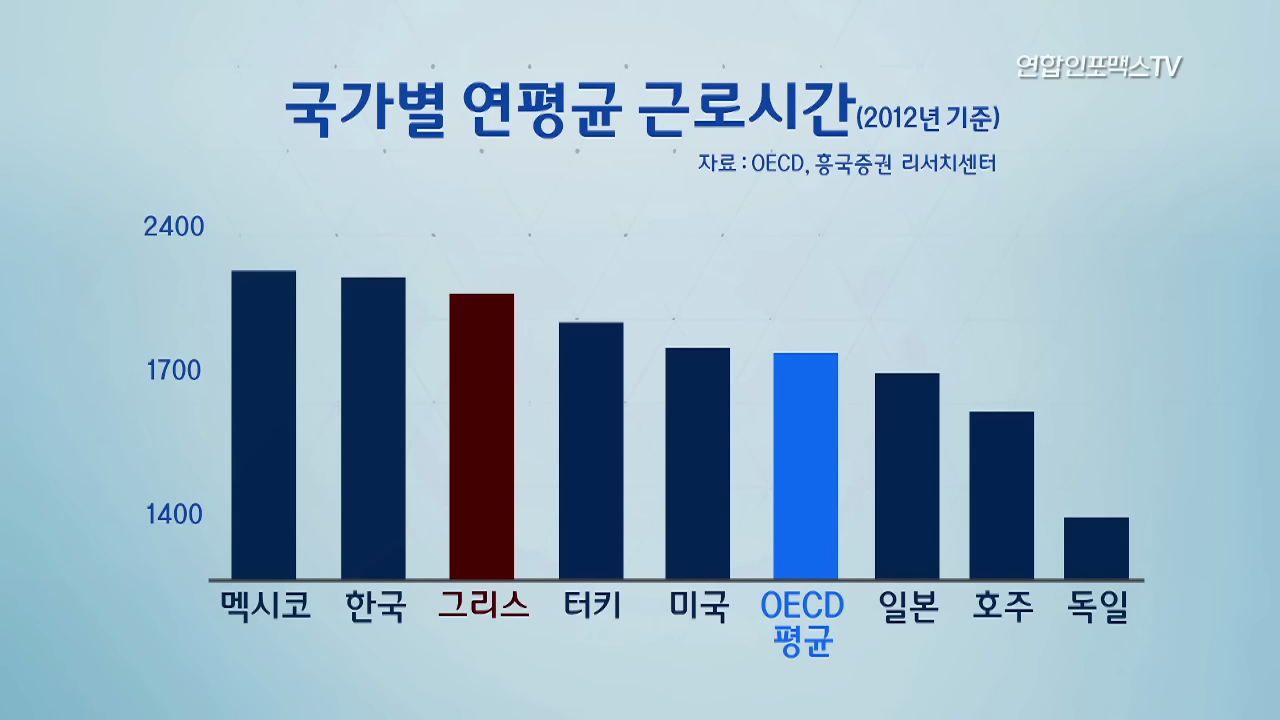 연합인포맥스TV
국가별 연평균 근로시간(2012년 기준)
자료 : OECD, 흥국증권 리서치센터
2400
1700
1400
멕시코 한국 그리스 터키 미국 OECD 평균 일본 호주 독일